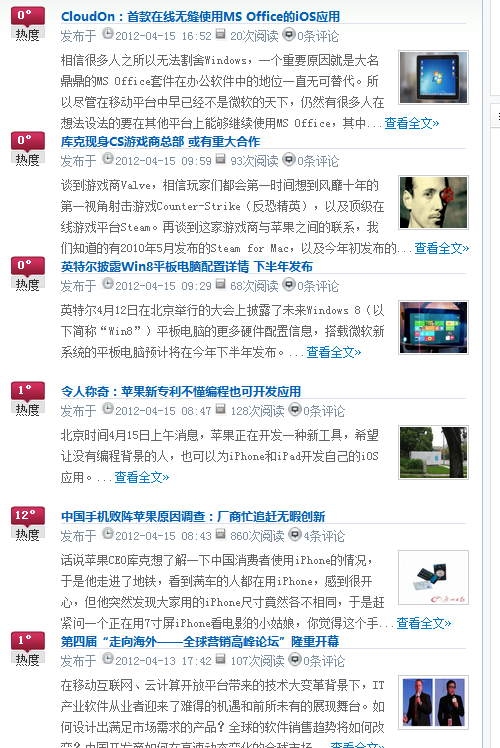 0°
热度
CloudOn：首款在线无缝使用MS Office的iOS应用
发布于 2012-04-15 16:52 20次阅读 0条评论
相信很多人之所以无法割舍Windows，一个重要原因就是大名
鼎鼎的MS Office套件在办公软件中的地位一直无可替代。所
以尽管在移动平台中早已经不是微软的天下，仍然有很多人在
想法设法的要在其他平台上能够继续使用MS Office，其中...查看全文»
0°
热度
库克现身CS游戏商总部 或有重大合作
发布于 2012-04-15 09:59 93次阅读 0条评论
谈到游戏商Valve，相信玩家们都会第一时间想到风靡十年的
第一视角射击游戏Counter-Strike（反恐精英），以及顶级在
线游戏平台Steam。再谈到这家游戏商与苹果之间的联系，我
们知道的有2010年5月发布的Steam for Mac，以及今年初发布的...查看全文»
0°
热度
英特尔披露Win8平板电脑配置详情 下半年发布
发布于 2012-04-15 09:29 68次阅读 0条评论
英特尔4月12日在北京举行的大会上披露了未来Windows 8（以
下简称“Win8”）平板电脑的更多硬件配置信息，搭载微软新
系统的平板电脑预计将在今年下半年发布。...查看全文»
1°
热度
令人称奇：苹果新专利不懂编程也可开发应用
发布于 2012-04-15 08:47 128次阅读 0条评论
北京时间4月15日上午消息，苹果正在开发一种新工具，希望
让没有编程背景的人，也可以为iPhone和iPad开发自己的iOS
应用。...查看全文»
12°
热度
中国手机败阵苹果原因调查：厂商忙追赶无暇创新
发布于 2012-04-15 08:43 860次阅读 4条评论
话说苹果CEO库克想了解一下中国消费者使用iPhone的情况，
于是他走进了地铁，看到满车的人都在用iPhone，感到很开
心，但他突然发现大家用的iPhone尺寸竟然各不相同，于是赶
紧问一个正在用7寸屏iPhone看电影的小姑娘，你觉得这个手...查看全文»
1°
热度
第四届“走向海外——全球营销高峰论坛”隆重开幕
发布于 2012-04-13 17:42 107次阅读 0条评论
在移动互联网、云计算开放平台带来的技术大变革背景下，IT
产业软件从业者迎来了难得的机遇和前所未有的展现舞台。如
何设计出满足市场需求的产品？全球的软件销售趋势将如何改
变？中国开发商如何在高速动态变化的全球市场...查看全文»